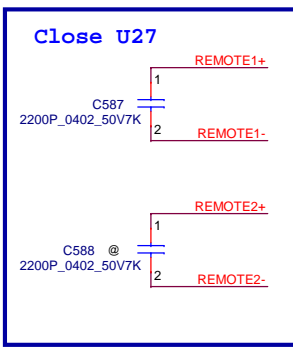 Close U27
REMOTE1+
1
C587
2200P_0402_50V7K
2
REMOTE1-
REMOTE2+
1
C588 @
2200P_0402_50V7K
2
REMOTE2-